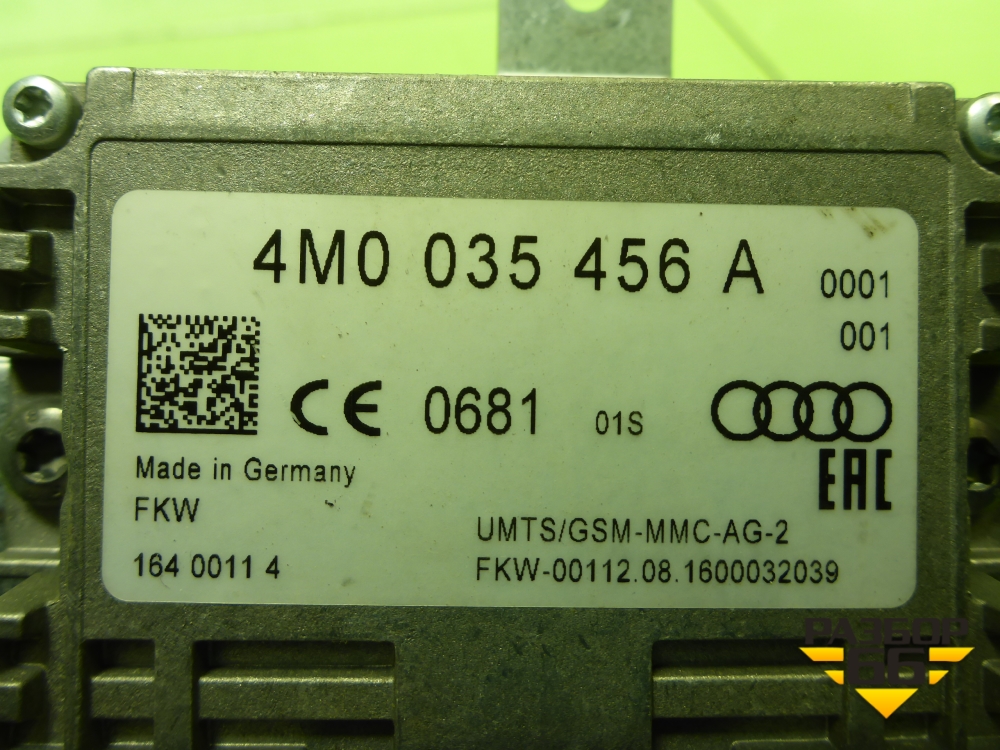 4M0 035 456 A
0001
001
CE 0681 01S
EAC
Made in Germany
FKW
UMTS/GSM-MMC-AG-2
164 0011 4
FKW-00112.08.1600032039
РАЗБОР
66